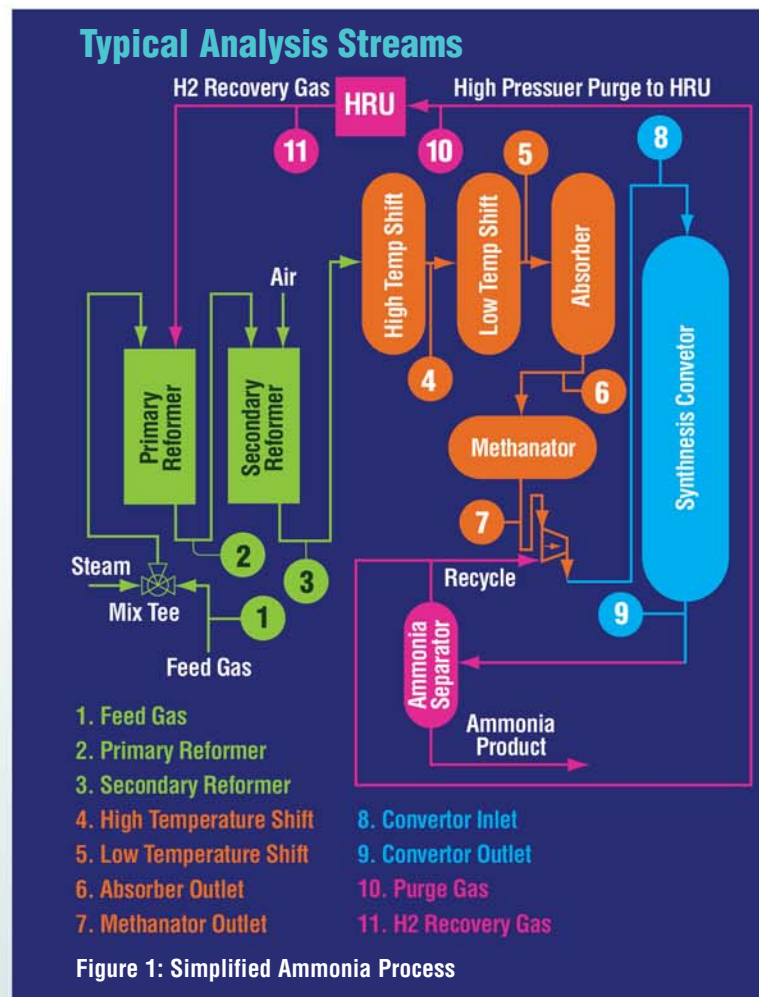 Typical Analysis Streams
H2 Recovery Gas
HRU
High Pressuer Purge to HRU
11
10
5
8
High Temp Shift
Low Temp Shift
Absorber
Air
4
6
Primary
Reformer
Secondary
Reformer
Methanator
Synthnesis Convetor
2
3
7
Steam
Mix Tee
1
Feed Gas
Recycle
9
Ammonia
Separator
Ammonia
Product
1. Feed Gas
2. Primary Reformer
3. Secondary Reformer
4. High Temperature Shift
5. Low Temperature Shift
6. Absorber Outlet
7. Methanator Outlet
8. Convertor Inlet
9. Convertor Outlet
10. Purge Gas
11. H2 Recovery Gas
Figure 1: Simplified Ammonia Process